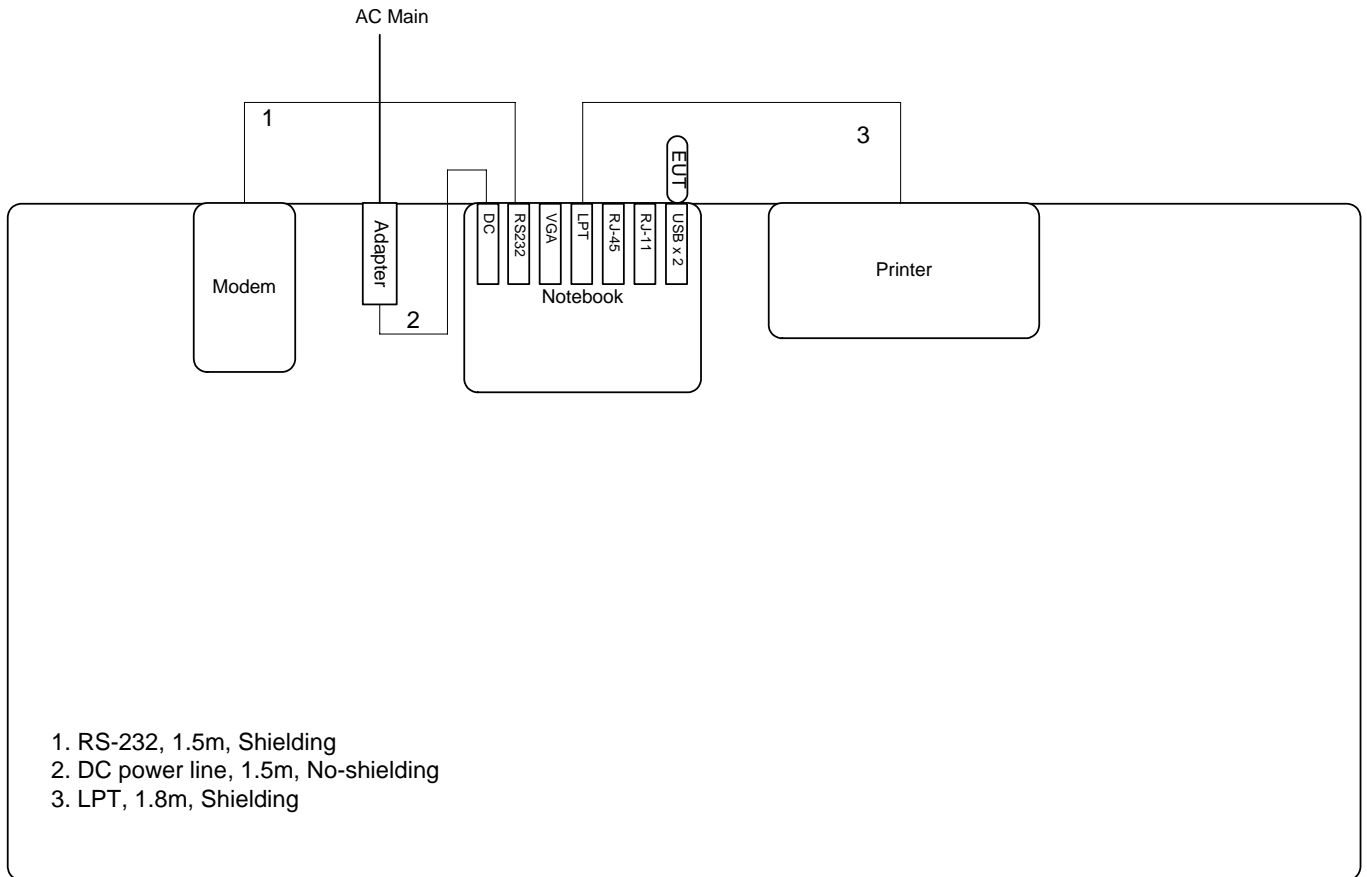 AC Main
1
3
EUT
DC
RS232
VGA
LPT
RJ-45
RJ-11
USB x 2
Modem
Adapter
Notebook
Printer
2
1. RS-232, 1.5m, Shielding
2. DC power line, 1.5m, No-shielding
3. LPT, 1.8m, Shielding